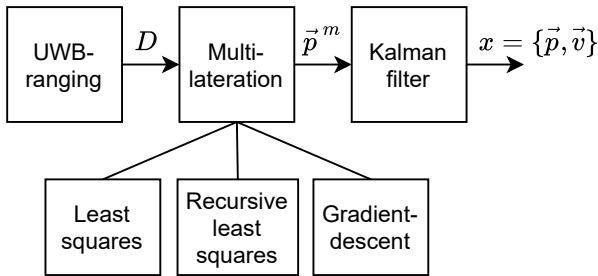 UWB-
ranging
D
Multi-
lateration
p⃗ ᵐ
Kalman
filter
x = {p⃗, v⃗}
Least
squares
Recursive
least
squares
Gradient-
descent